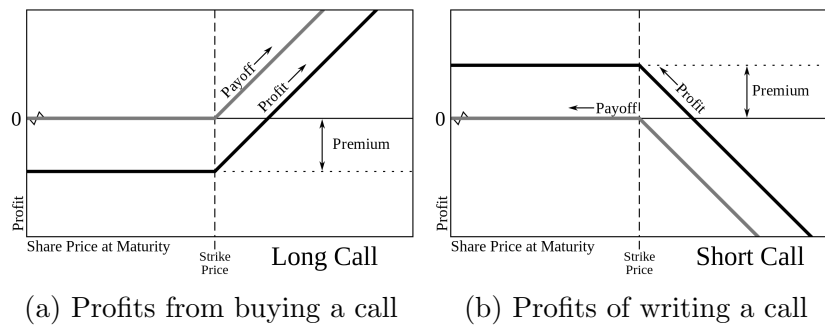 Payoff
Profit
0
Premium
Profit
Share Price at Maturity
Strike
Price
Long Call
(a) Profits from buying a call
Premium
Payoff
Profit
0
Profit
Share Price at Maturity
Strike
Price
Short Call
(b) Profits of writing a call